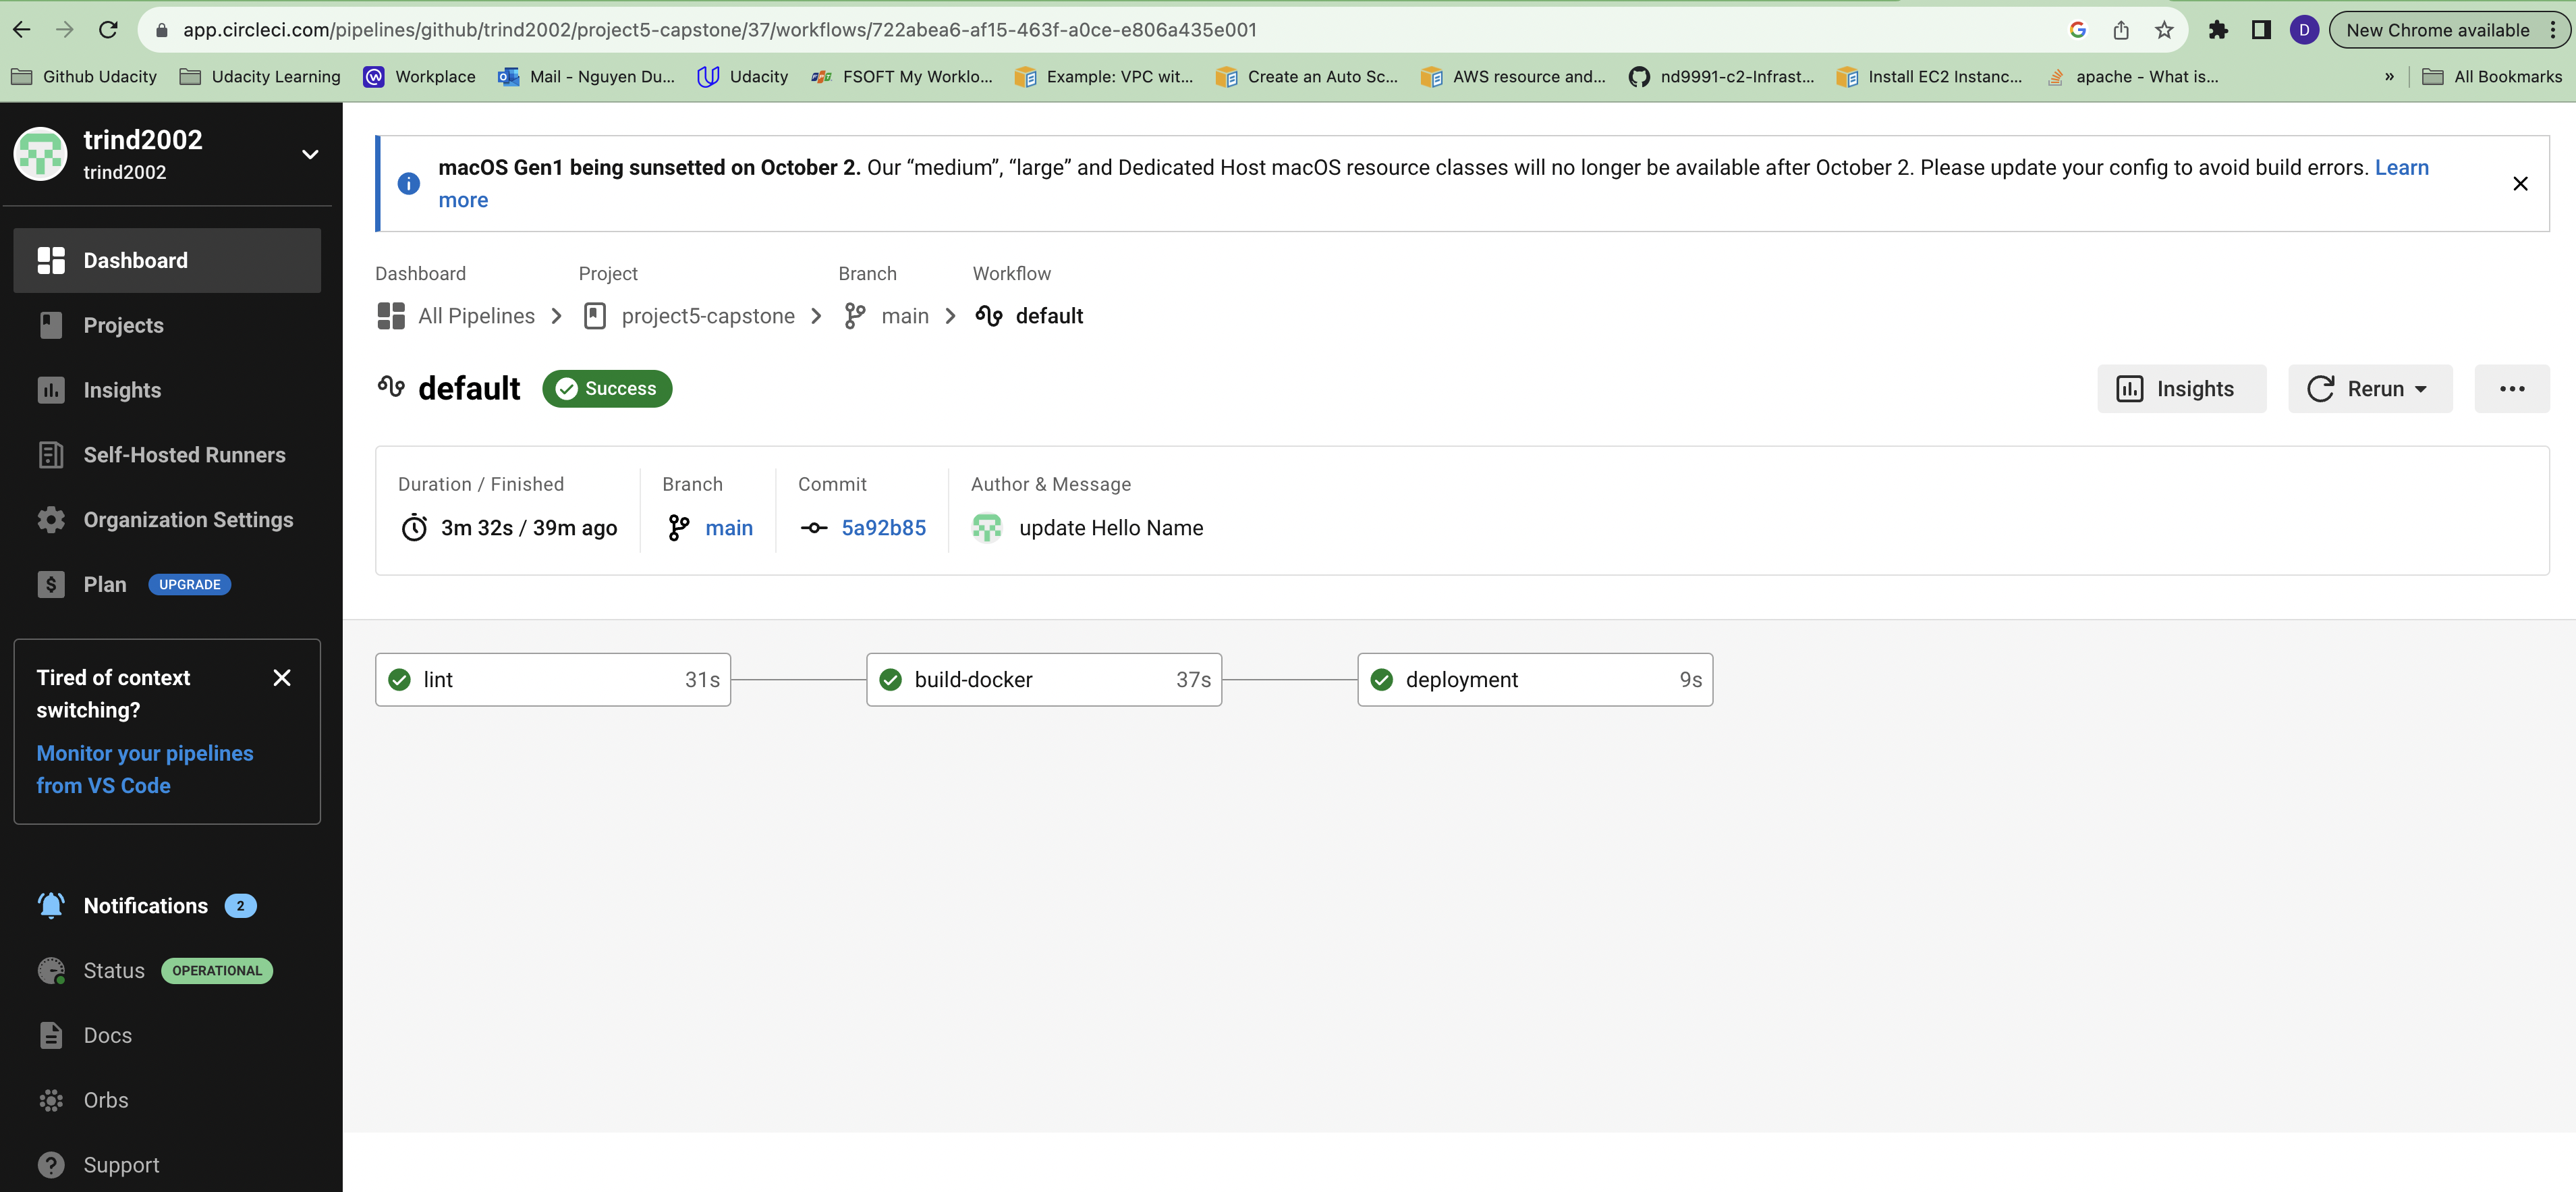 app.circleci.com/pipelines/github/trind2002/project5-capstone/37/workflows/722abea6-af15-463f-a0ce-e806a435e001
D
New Chrome available
Github Udacity
Udacity Learning
Workplace
Mail - Nguyen Du...
Udacity
FSOFT My Worklo...
Example: VPC wit...
Create an Auto Sc...
AWS resource and...
nd9991-c2-Infrast...
Install EC2 Instanc...
apache - What is...
»
All Bookmarks
trind2002
trind2002
Dashboard
Projects
Insights
Self-Hosted Runners
Organization Settings
Plan UPGRADE
Tired of context
switching?
Monitor your pipelines
from VS Code
Notifications 2
Status OPERATIONAL
Docs
Orbs
Support
macOS Gen1 being sunsetted on October 2. Our “medium”, “large” and Dedicated Host macOS resource classes will no longer be available after October 2. Please update your config to avoid build errors. Learn
more
Dashboard Project Branch Workflow
All Pipelines project5-capstone main default
default Success
Insights Rerun
Duration / Finished Branch Commit Author & Message
3m 32s / 39m ago main 5a92b85 update Hello Name
lint 31s build-docker 37s deployment 9s